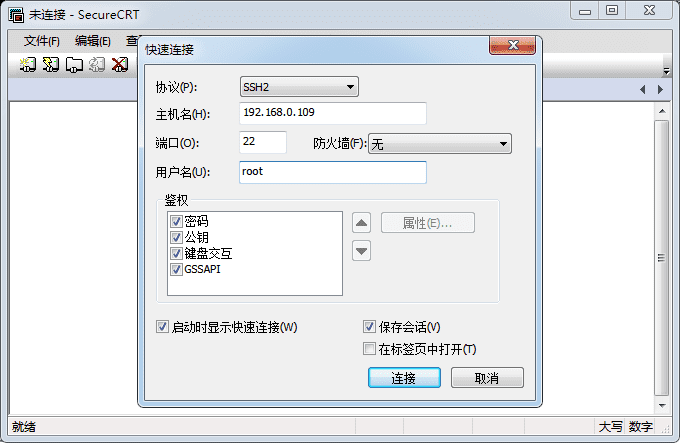 未连接 - SecureCRT
文件(F) 编辑(E)
快速连接
协议(P): SSH2
主机名(H): 192.168.0.109
端口(O): 22 防火墙(F): 无
用户名(U): root
鉴权
密码
公钥
键盘交互
GSSAPI
属性(E)...
启动时显示快速连接(W) 保存会话(V)
在标签页中打开(T)
连接 取消
就绪 大写 数字